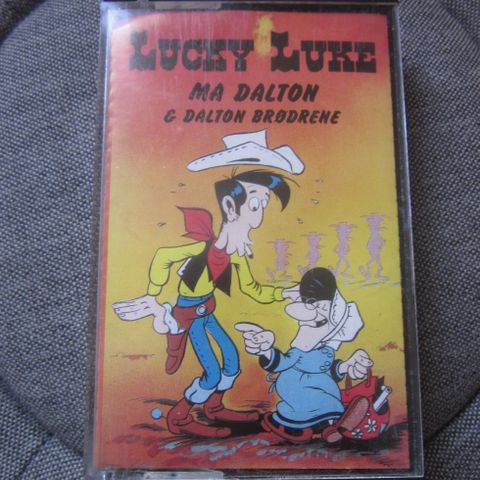 LUCKY LUKE
MA DALTON
& DALTON BRØDRENE